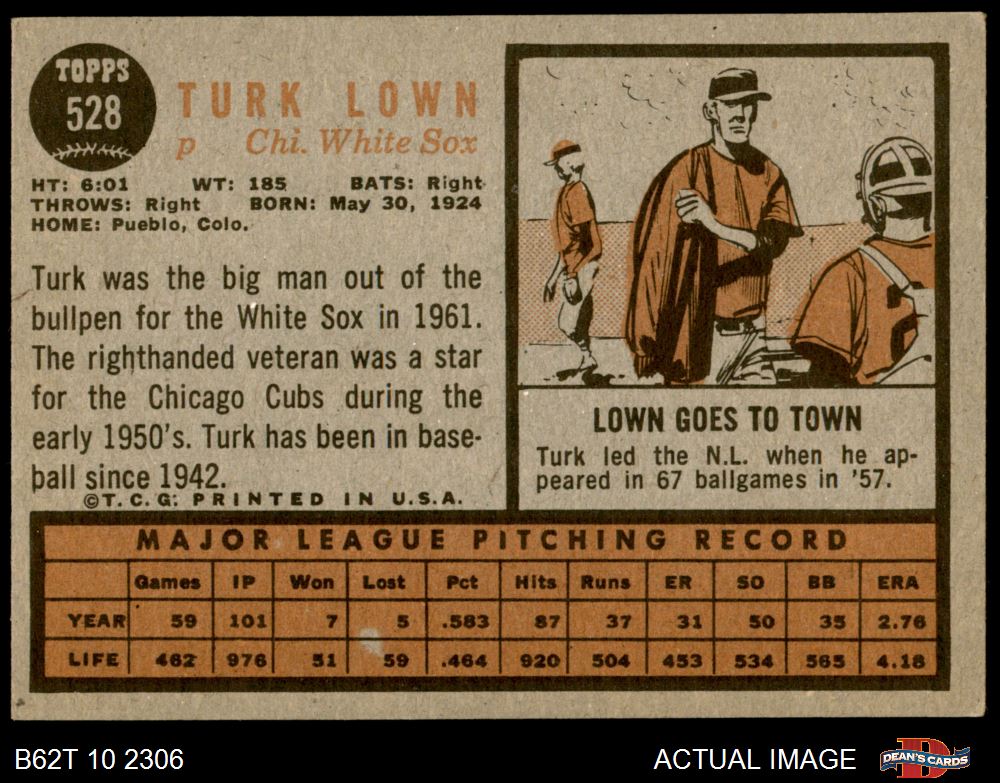 TOPPS
528
TURK LOWN
p Chi. White Sox
HT: 6:01 WT: 185 BATS: Right
THROWS: Right BORN: May 30, 1924
HOME: Pueblo, Colo.
Turk was the big man out of the
bullpen for the White Sox in 1961.
The righthanded veteran was a star
for the Chicago Cubs during the
early 1950's. Turk has been in base-
ball since 1942.
©T.C.G. PRINTED IN U.S.A.
LOWN GOES TO TOWN
Turk led the N.L. when he ap-
peared in 67 ballgames in '57.
MAJOR LEAGUE PITCHING RECORD
Games IP Won Lost Pct Hits Runs ER SO BB ERA
YEAR 59 101 7 5 .583 87 37 31 50 35 2.76
LIFE 462 976 51 59 .464 920 504 453 534 565 4.18
B62T 10 2306
ACTUAL IMAGE
DEAN'S CARDS